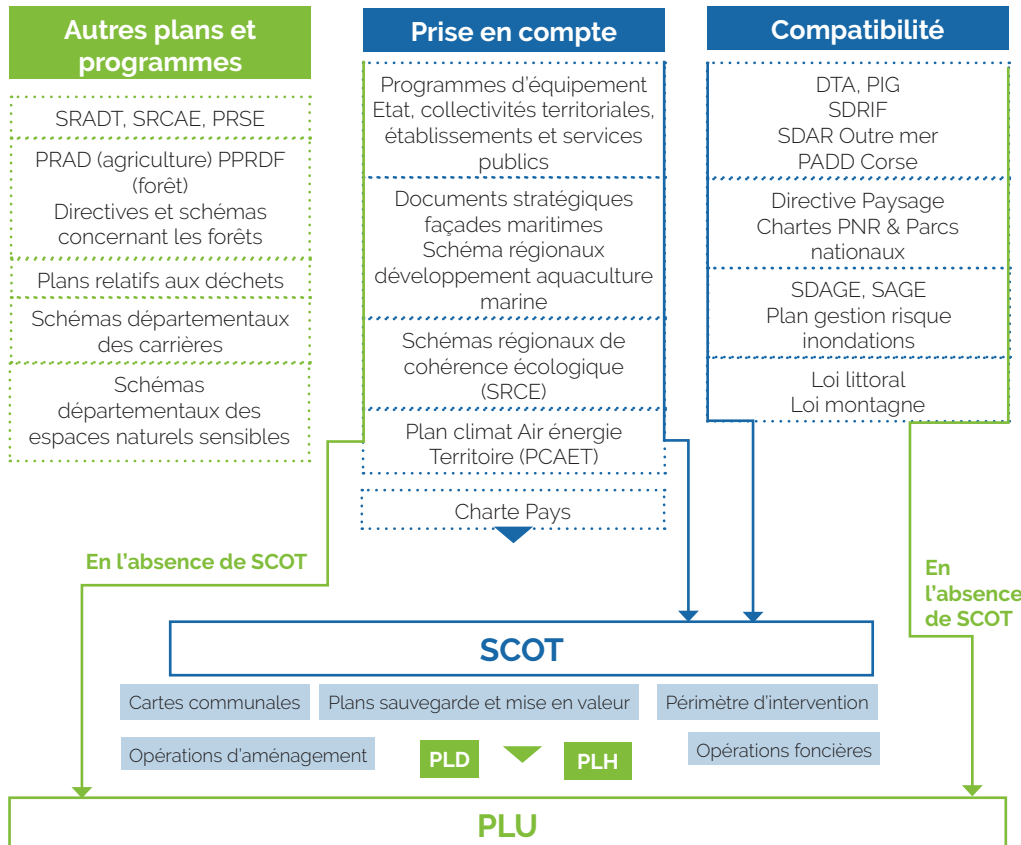 Autres plans et
programmes
SRADT, SRCAE, PRSE
PRAD (agriculture) PPRDF
(forêt)
Directives et schémas
concernant les forêts
Plans relatifs aux déchets
Schémas départementaux
des carrières
Schémas
départementaux des
espaces naturels sensibles
Prise en compte
Programmes d'équipement
Etat, collectivités territoriales,
établissements et services
publics
Documents stratégiques
façades maritimes
Schéma régionaux
développement aquaculture
marine
Schémas régionaux de
cohérence écologique
(SRCE)
Plan climat Air énergie
Territoire (PCAET)
Charte Pays
Compatibilité
DTA, PIG
SDRIF
SDAR Outre mer
PADD Corse
Directive Paysage
Chartes PNR & Parcs
nationaux
SDAGE, SAGE
Plan gestion risque
inondations
Loi littoral
Loi montagne
En l'absence de SCOT
En
l'absence
de SCOT
SCOT
Cartes communales
Plans sauvegarde et mise en valeur
Périmètre d'intervention
Opérations d'aménagement
PLD
PLH
Opérations foncières
PLU